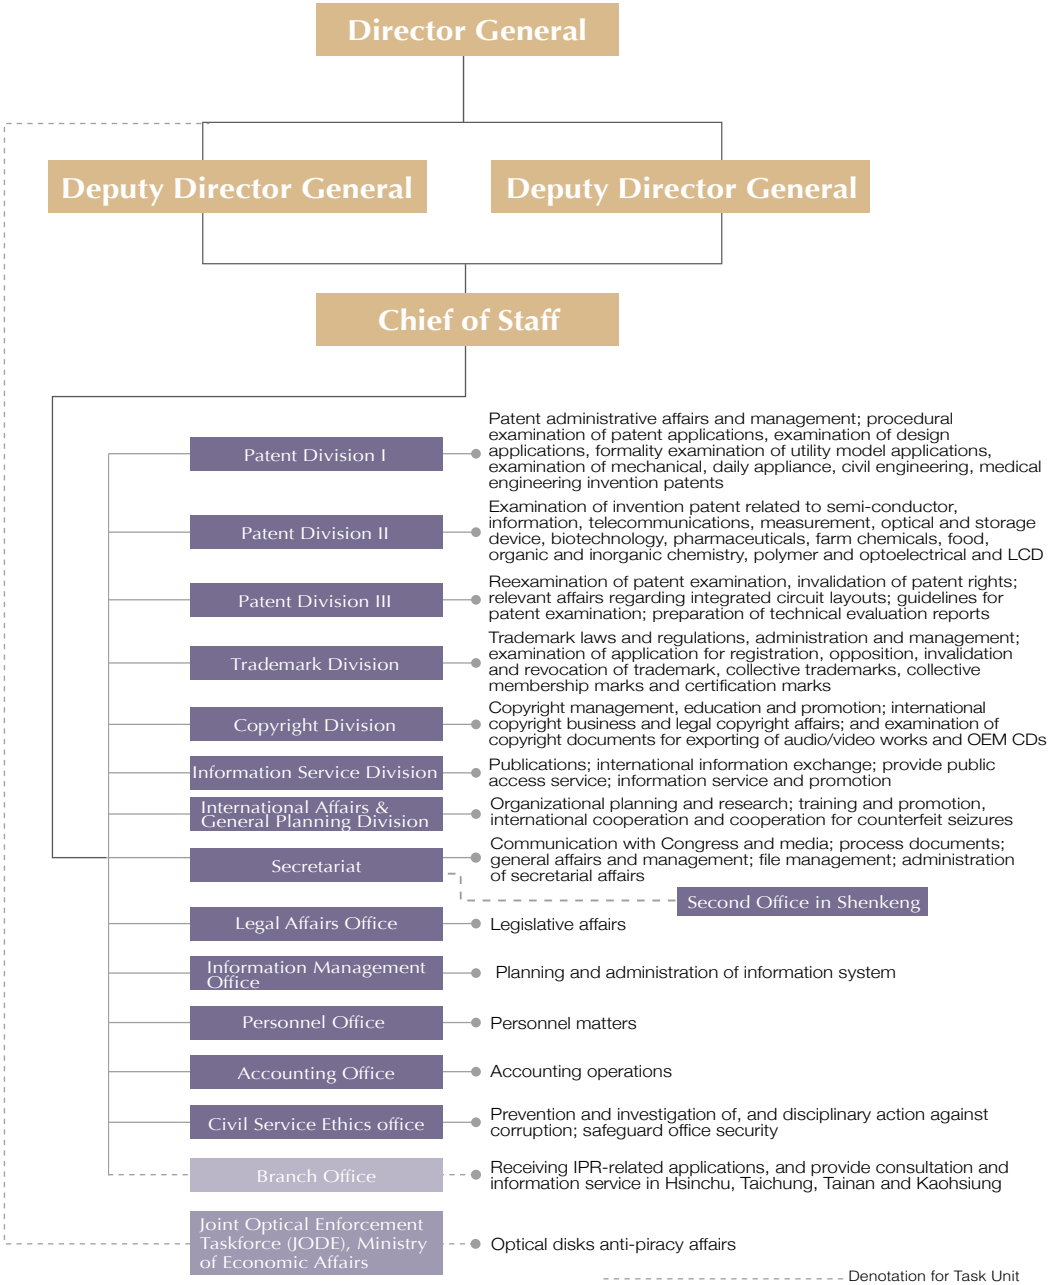 Director General
Deputy Director General
Deputy Director General
Chief of Staff
Patent Division I
Patent administrative affairs and management; procedural
examination of patent applications, examination of design
applications, formality examination of utility model applications,
examination of mechanical, daily appliance, civil engineering, medical
engineering invention patents
Patent Division II
Examination of invention patent related to semi-conductor,
information, telecommunications, measurement, optical and storage
device, biotechnology, pharmaceuticals, farm chemicals, food,
organic and inorganic chemistry, polymer and optoelectrical and LCD
Patent Division III
Reexamination of patent examination, invalidation of patent rights;
relevant affairs regarding integrated circuit layouts; guidelines for
patent examination; preparation of technical evaluation reports
Trademark Division
Trademark laws and regulations, administration and management;
examination of application for registration, opposition, invalidation
and revocation of trademark, collective trademarks, collective
membership marks and certification marks
Copyright Division
Copyright management, education and promotion; international
copyright business and legal copyright affairs; and examination of
copyright documents for exporting of audio/video works and OEM CDs
Information Service Division
Publications; international information exchange; provide public
access service; information service and promotion
International Affairs &
General Planning Division
Organizational planning and research; training and promotion,
international cooperation and cooperation for counterfeit seizures
Secretariat
Communication with Congress and media; process documents;
general affairs and management; file management; administration
of secretarial affairs
Second Office in Shenkeng
Legal Affairs Office
Legislative affairs
Information Management
Office
Planning and administration of information system
Personnel Office
Personnel matters
Accounting Office
Accounting operations
Civil Service Ethics office
Prevention and investigation of, and disciplinary action against
corruption; safeguard office security
Branch Office
Receiving IPR-related applications, and provide consultation and
information service in Hsinchu, Taichung, Tainan and Kaohsiung
Joint Optical Enforcement
Taskforce (JODE), Ministry
of Economic Affairs
Optical disks anti-piracy affairs
Denotation for Task Unit